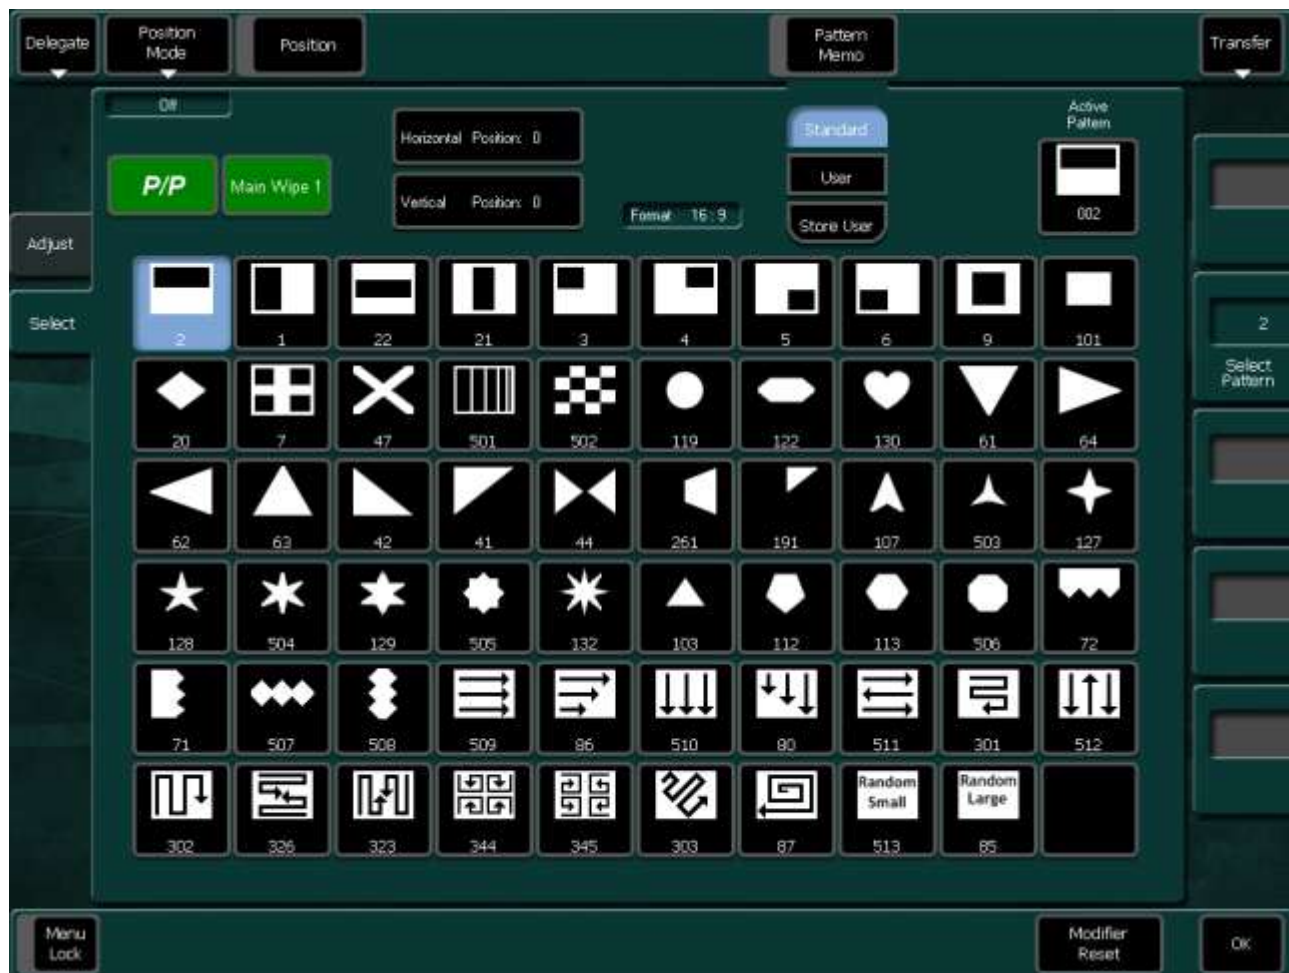 Delegate
Position
Mode
Position
Pattern
Memo
Transfer
Off
Horizontal Position: 0
Vertical Position: 0
Format 16:9
Standard
User
Store User
Active
Pattern
002
P/P
Main Wipe 1
Adjust
Select
2 1 22 21 3 4 5 6 9 101
20 7 47 501 502 119 122 130 61 64
62 63 42 41 44 261 191 107 503 127
128 504 129 505 132 103 112 113 506 72
71 507 508 509 86 510 80 511 301 512
Random
Small
Random
Large
302 326 323 344 345 303 87 513 85
2
Select
Pattern
Menu
Lock
Modifier
Reset
OK